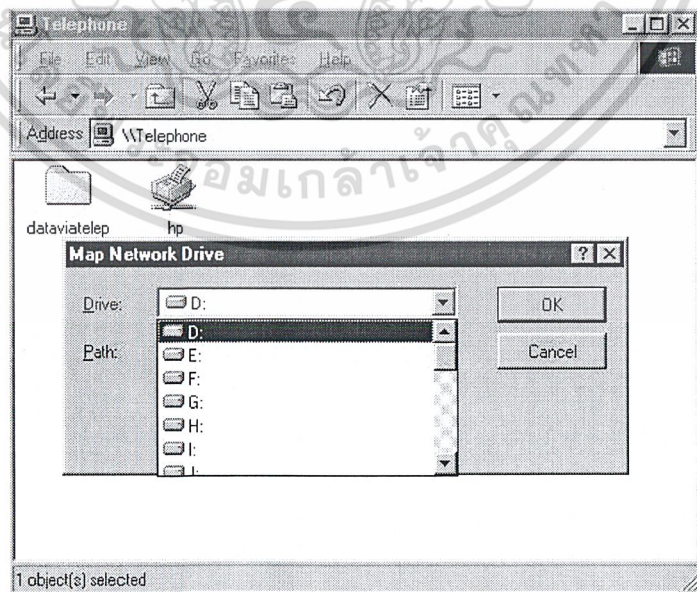 Telephone
File Edit View Go Favorites Help
Address \\Telephone
dataviatelep
hp
Map Network Drive
Drive: D:
OK
D:
Path:
E:
Cancel
F:
G:
H:
I:
J:
1 object(s) selected